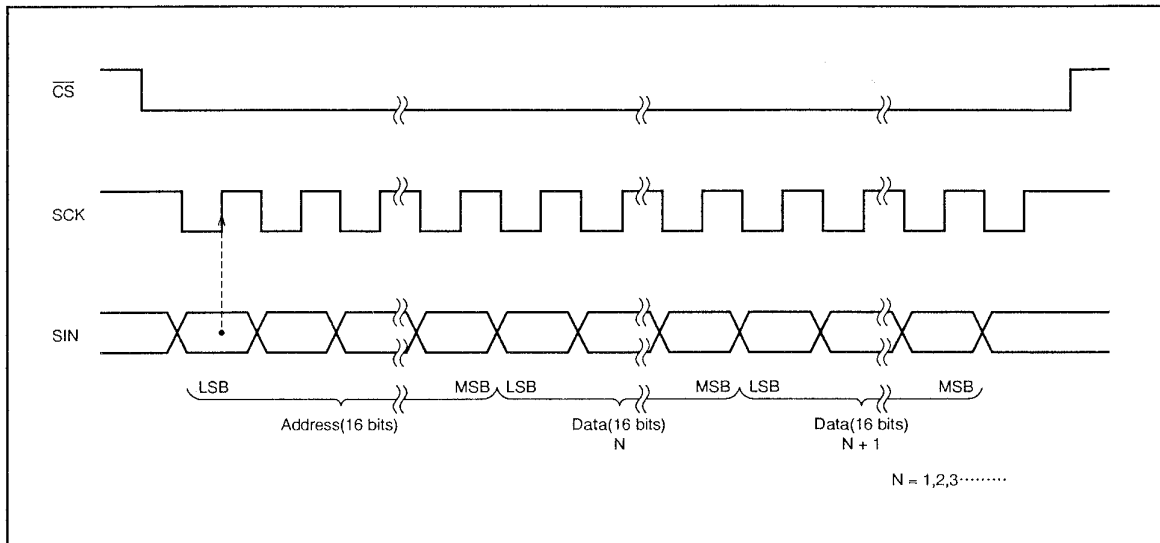 CS
SCK
SIN
LSB MSB LSB MSB LSB MSB
Address(16 bits) Data(16 bits) Data(16 bits)
N N + 1
N = 1,2,3·········